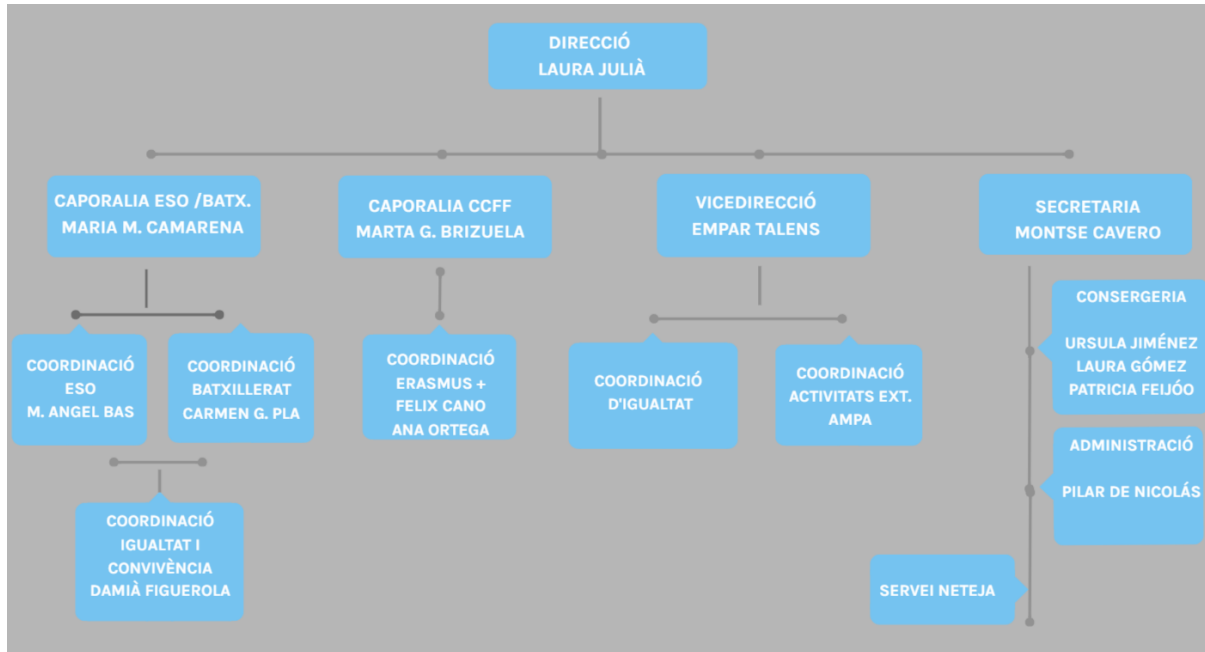 DIRECCIÓ
LAURA JULIÀ
CAPORALIA ESO /BATX.
MARIA M. CAMARENA
CAPORALIA CCFF
MARTA G. BRIZUELA
VICEDIRECCIÓ
EMPAR TALENS
SECRETARIA
MONTSE CAVERO
COORDINACIÓ
ESO
M. ANGEL BAS
COORDINACIÓ
BATXILLERAT
CARMEN G. PLA
COORDINACIÓ
IGUALTAT I
CONVIVÈNCIA
DAMIÀ FIGUEROLA
COORDINACIÓ
ERASMUS +
FELIX CANO
ANA ORTEGA
COORDINACIÓ
D'IGUALTAT
COORDINACIÓ
ACTIVITATS EXT.
AMPA
CONSERGERIA
URSULA JIMÉNEZ
LAURA GÓMEZ
PATRICIA FEIJÓO
ADMINISTRACIÓ
PILAR DE NICOLÁS
SERVEI NETEJA